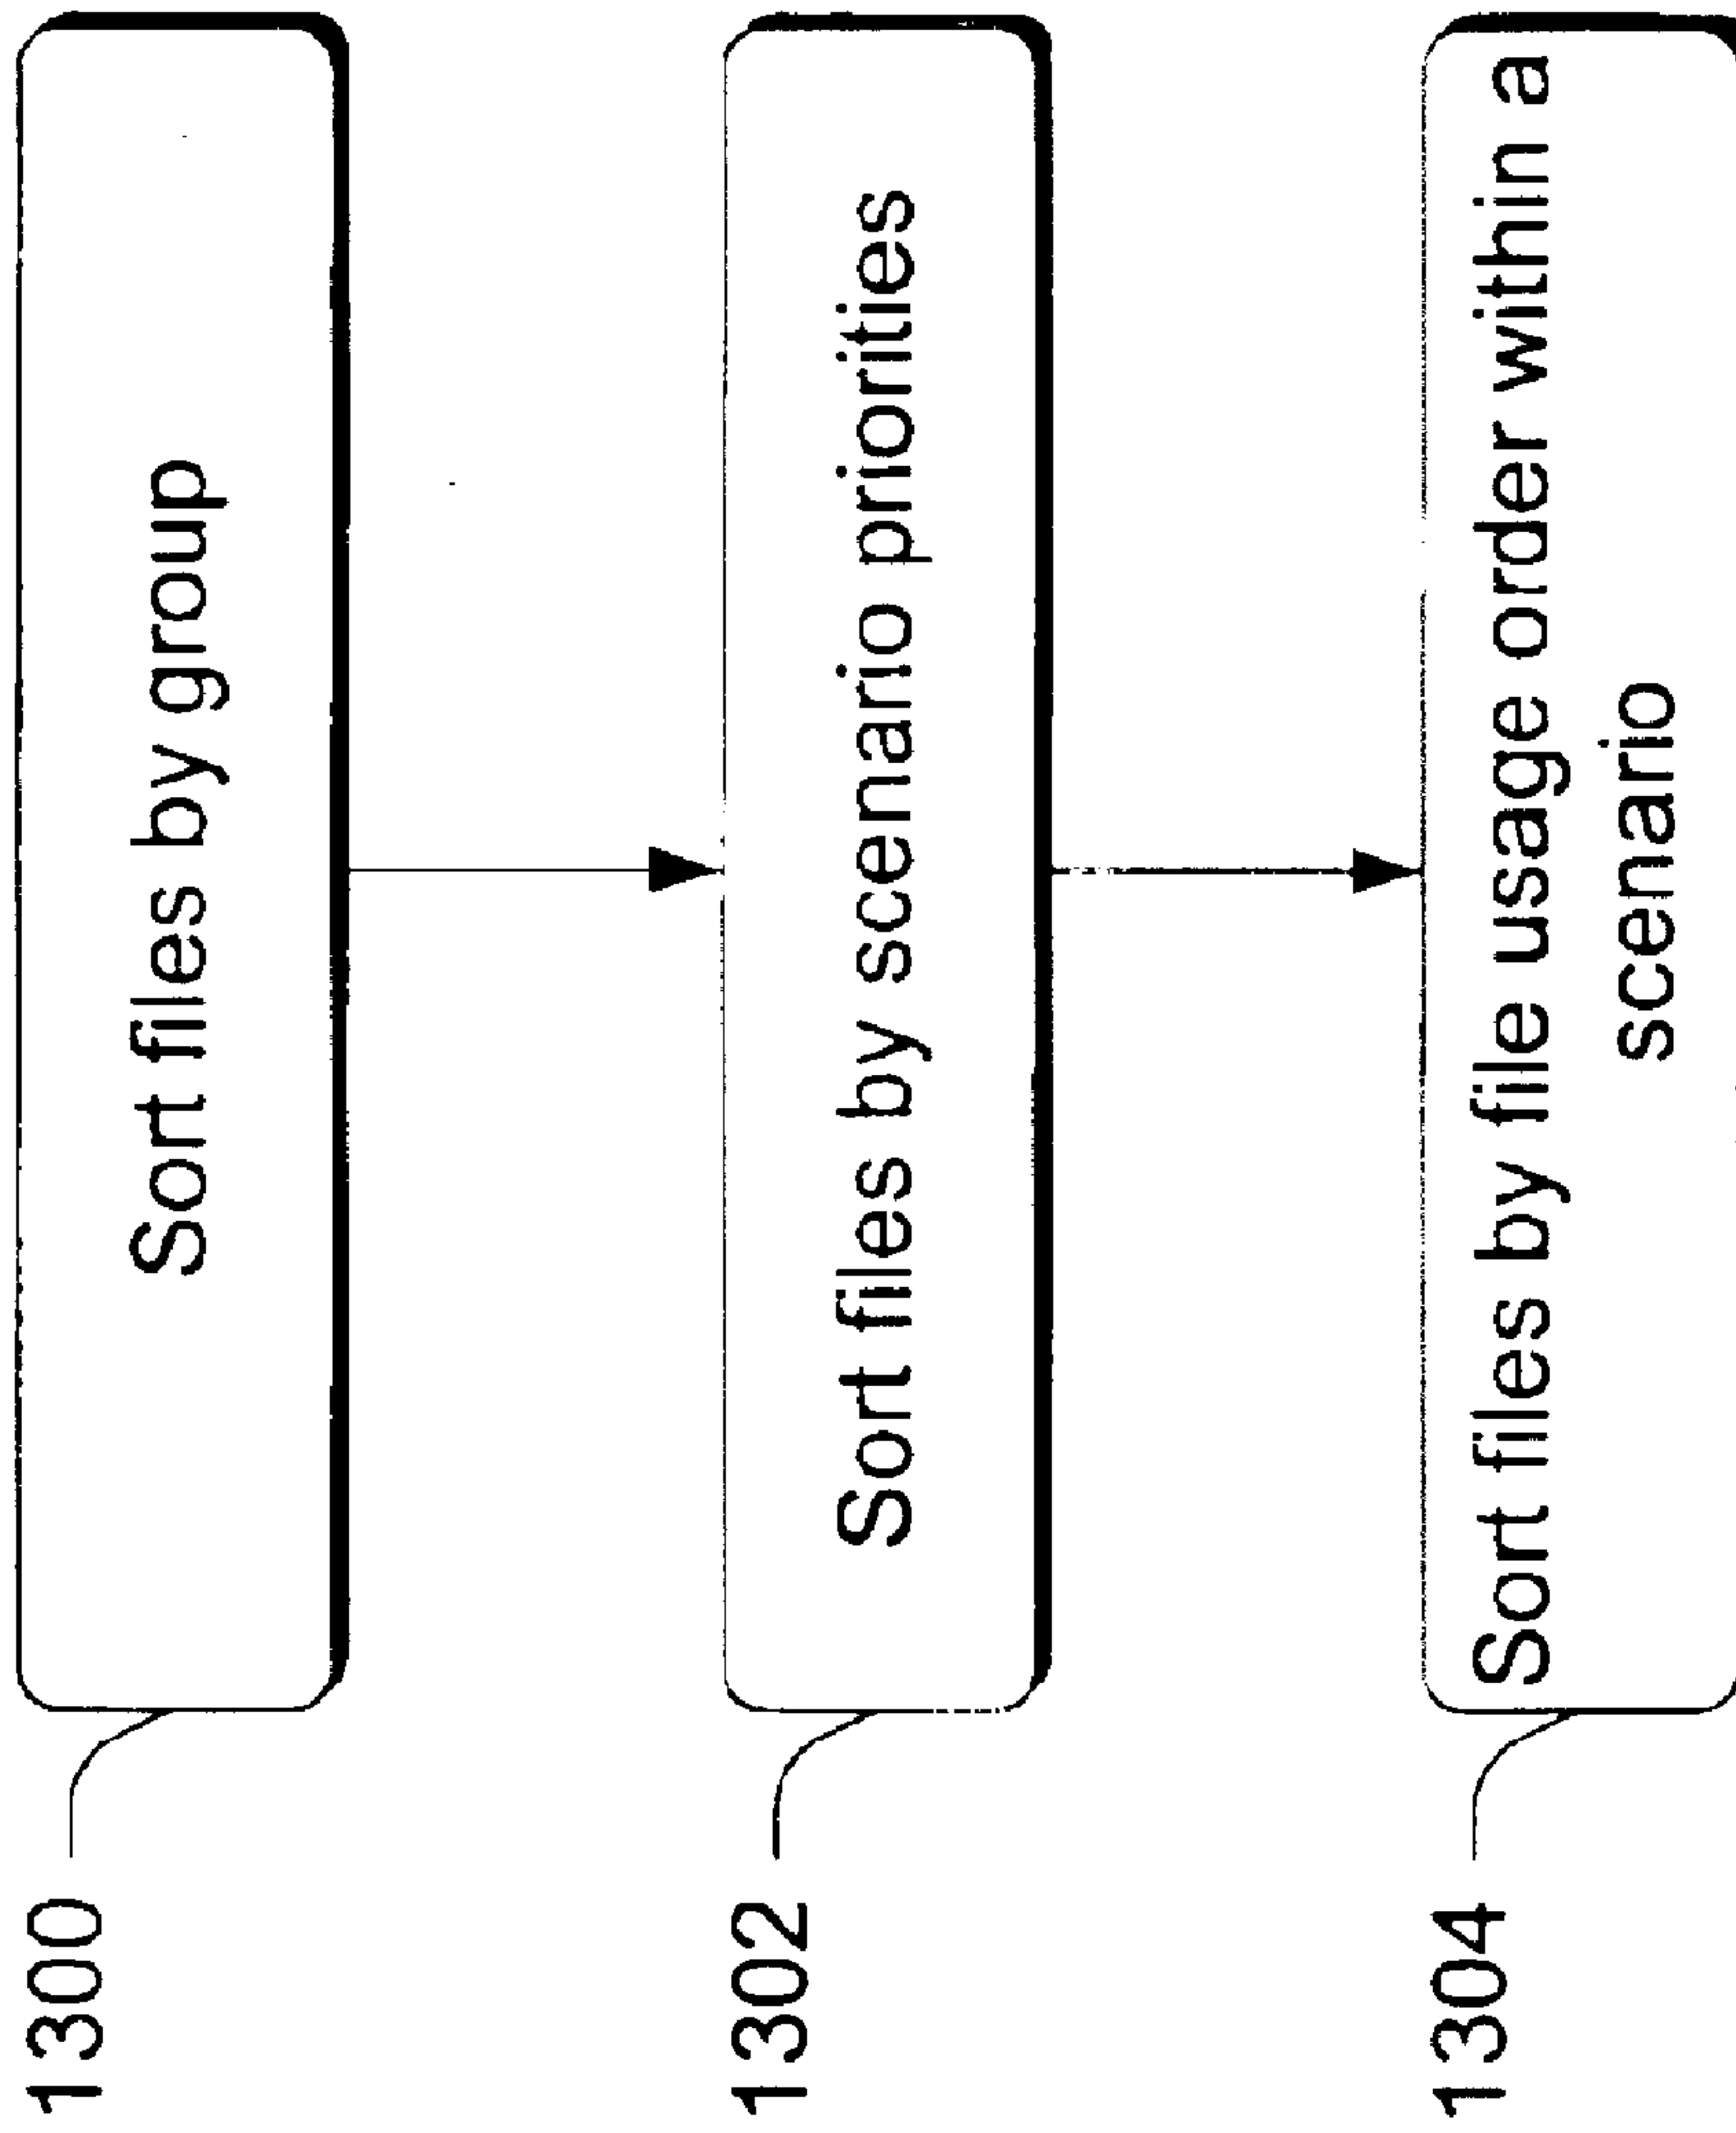 1300
Sort files by group
1302
Sort files by scenario priorities
1304
Sort files by file usage order within a
scenario